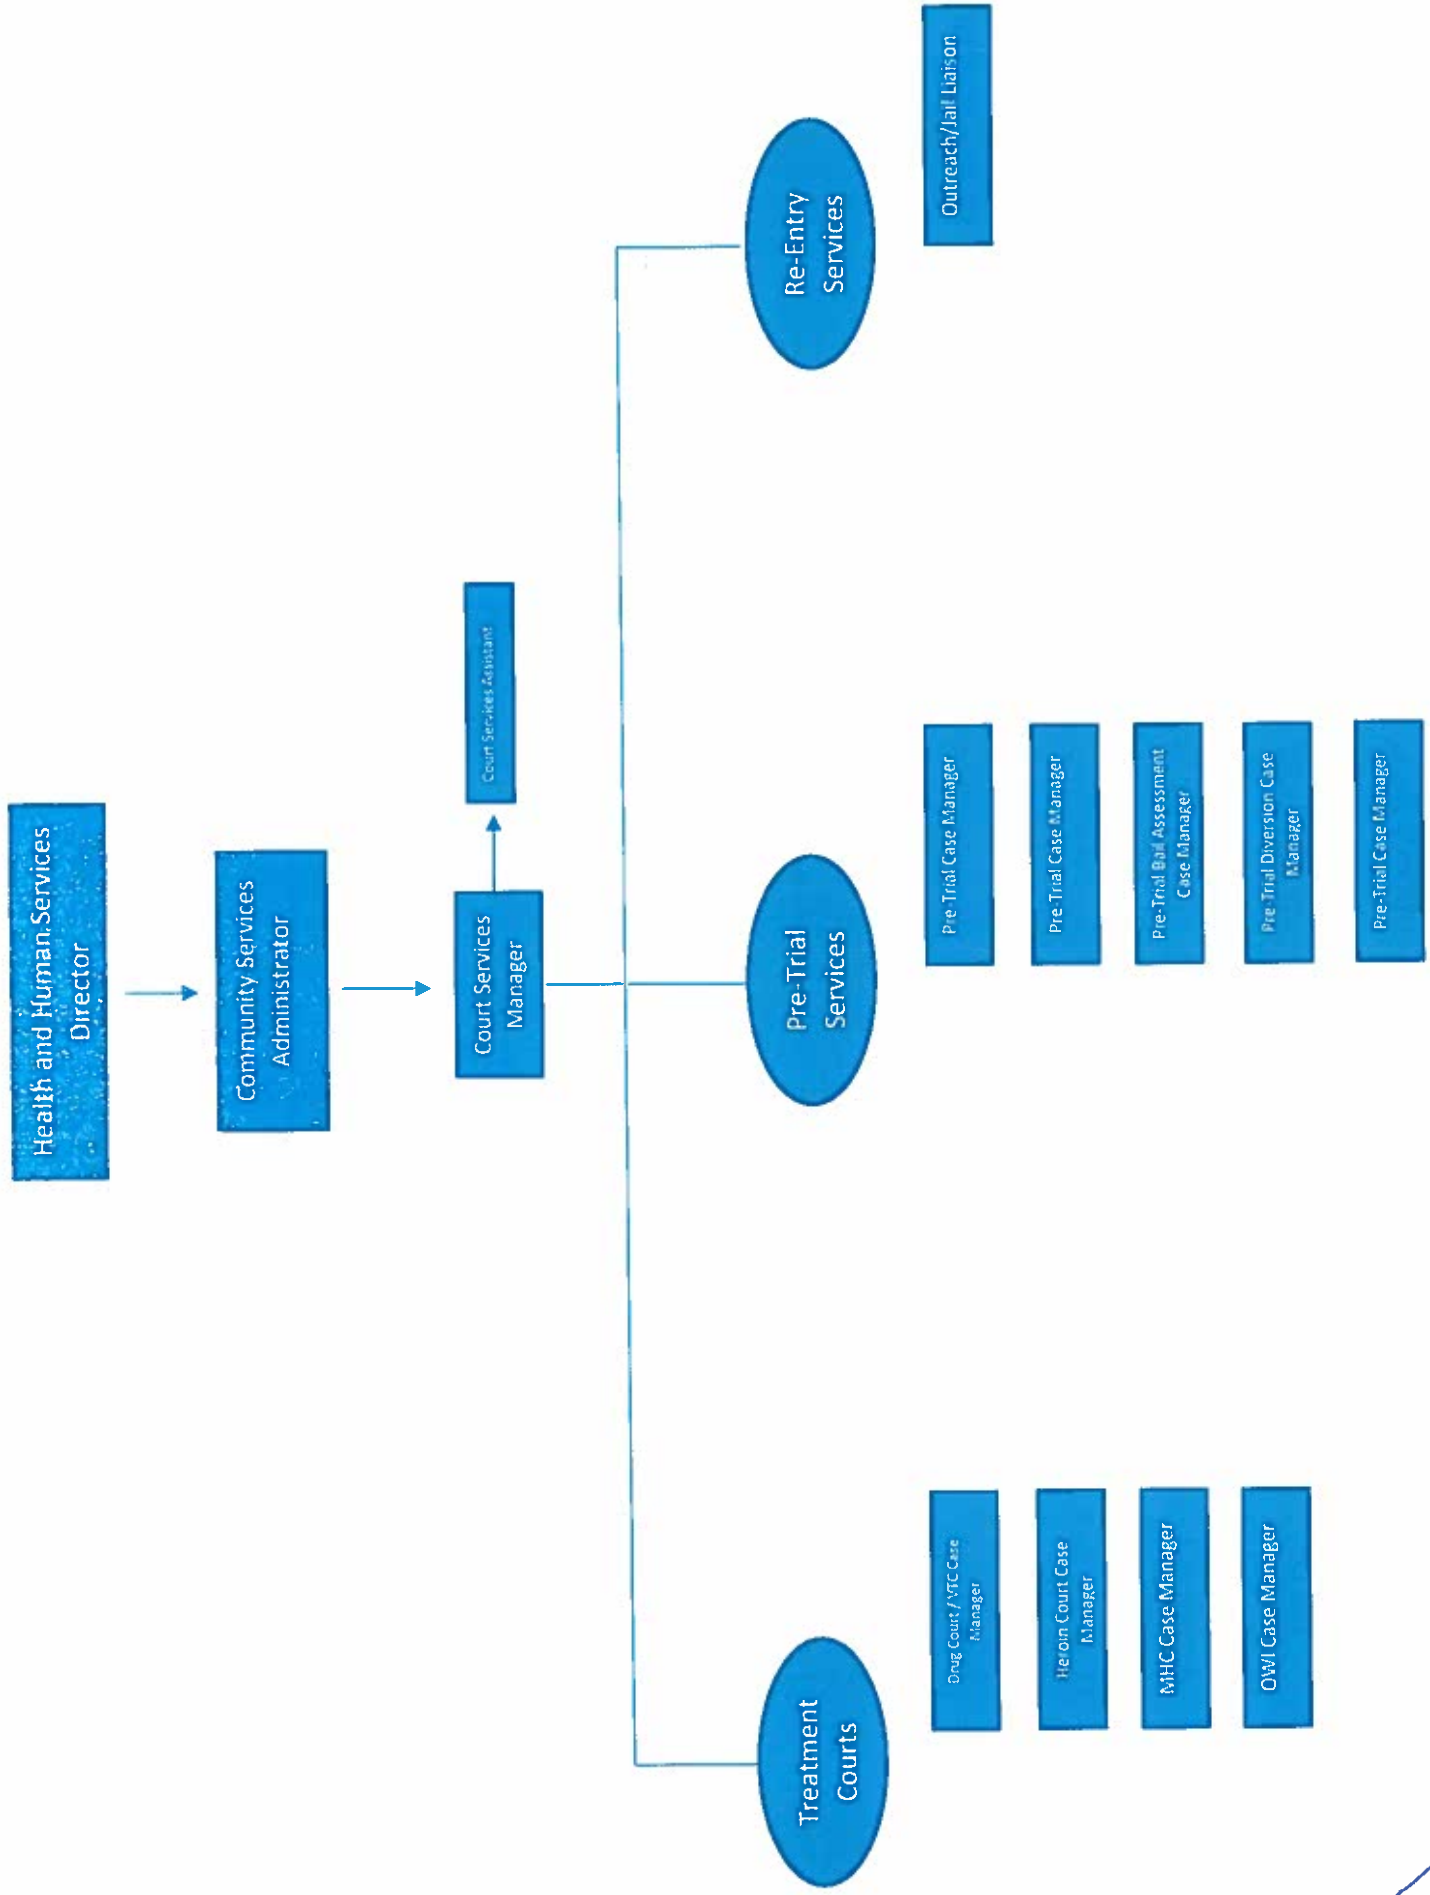 Health and Human Services
Director
Community Services
Administrator
Court Services
Manager
Court Services Assistant
Treatment
Courts
Drug Court / VTC Case
Manager
Heroin Court Case
Manager
MHC Case Manager
OWI Case Manager
Pre-Trial
Services
Pre-Trial Case Manager
Pre-Trial Case Manager
Pre-Trial Bail Assessment
Case Manager
Pre-Trial Diversion Case
Manager
Pre-Trial Case Manager
Re-Entry
Services
Outreach/Jail Liaison